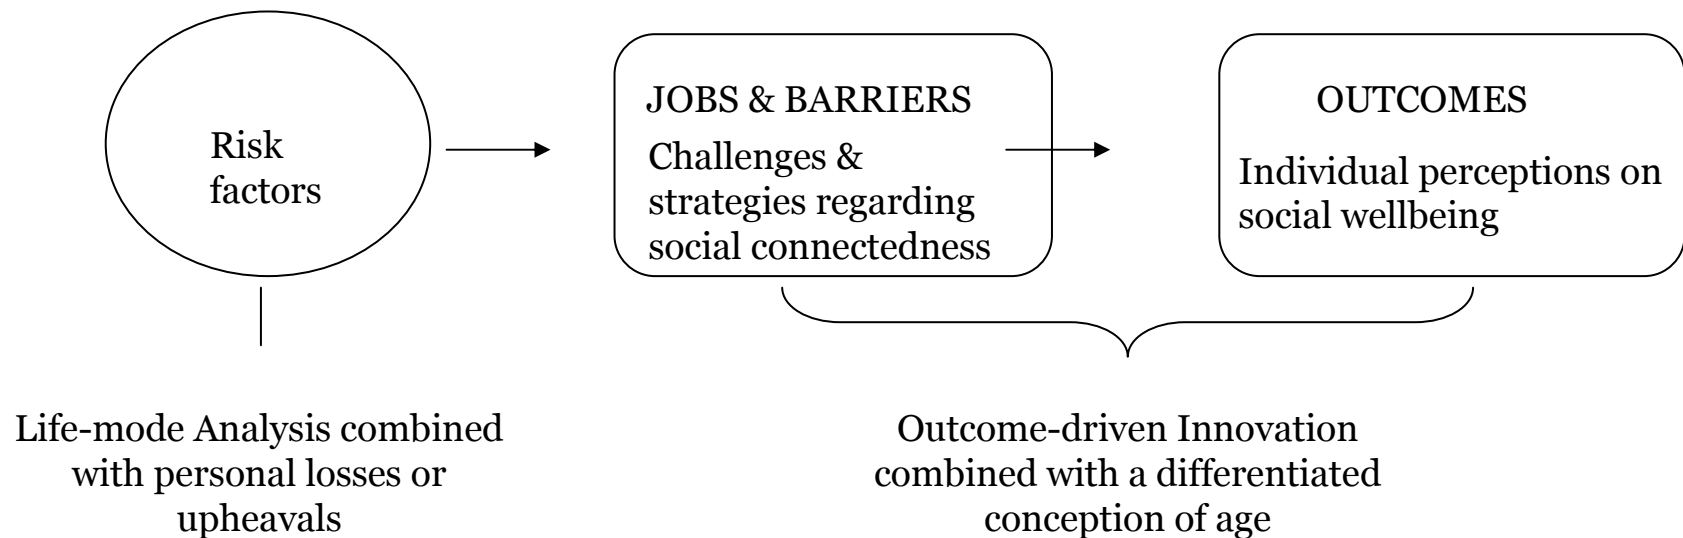 Risk
factors
JOBS & BARRIERS
Challenges &
strategies regarding
social connectedness
OUTCOMES
Individual perceptions on
social wellbeing
Life-mode Analysis combined
with personal losses or
upheavals
Outcome-driven Innovation
combined with a differentiated
conception of age